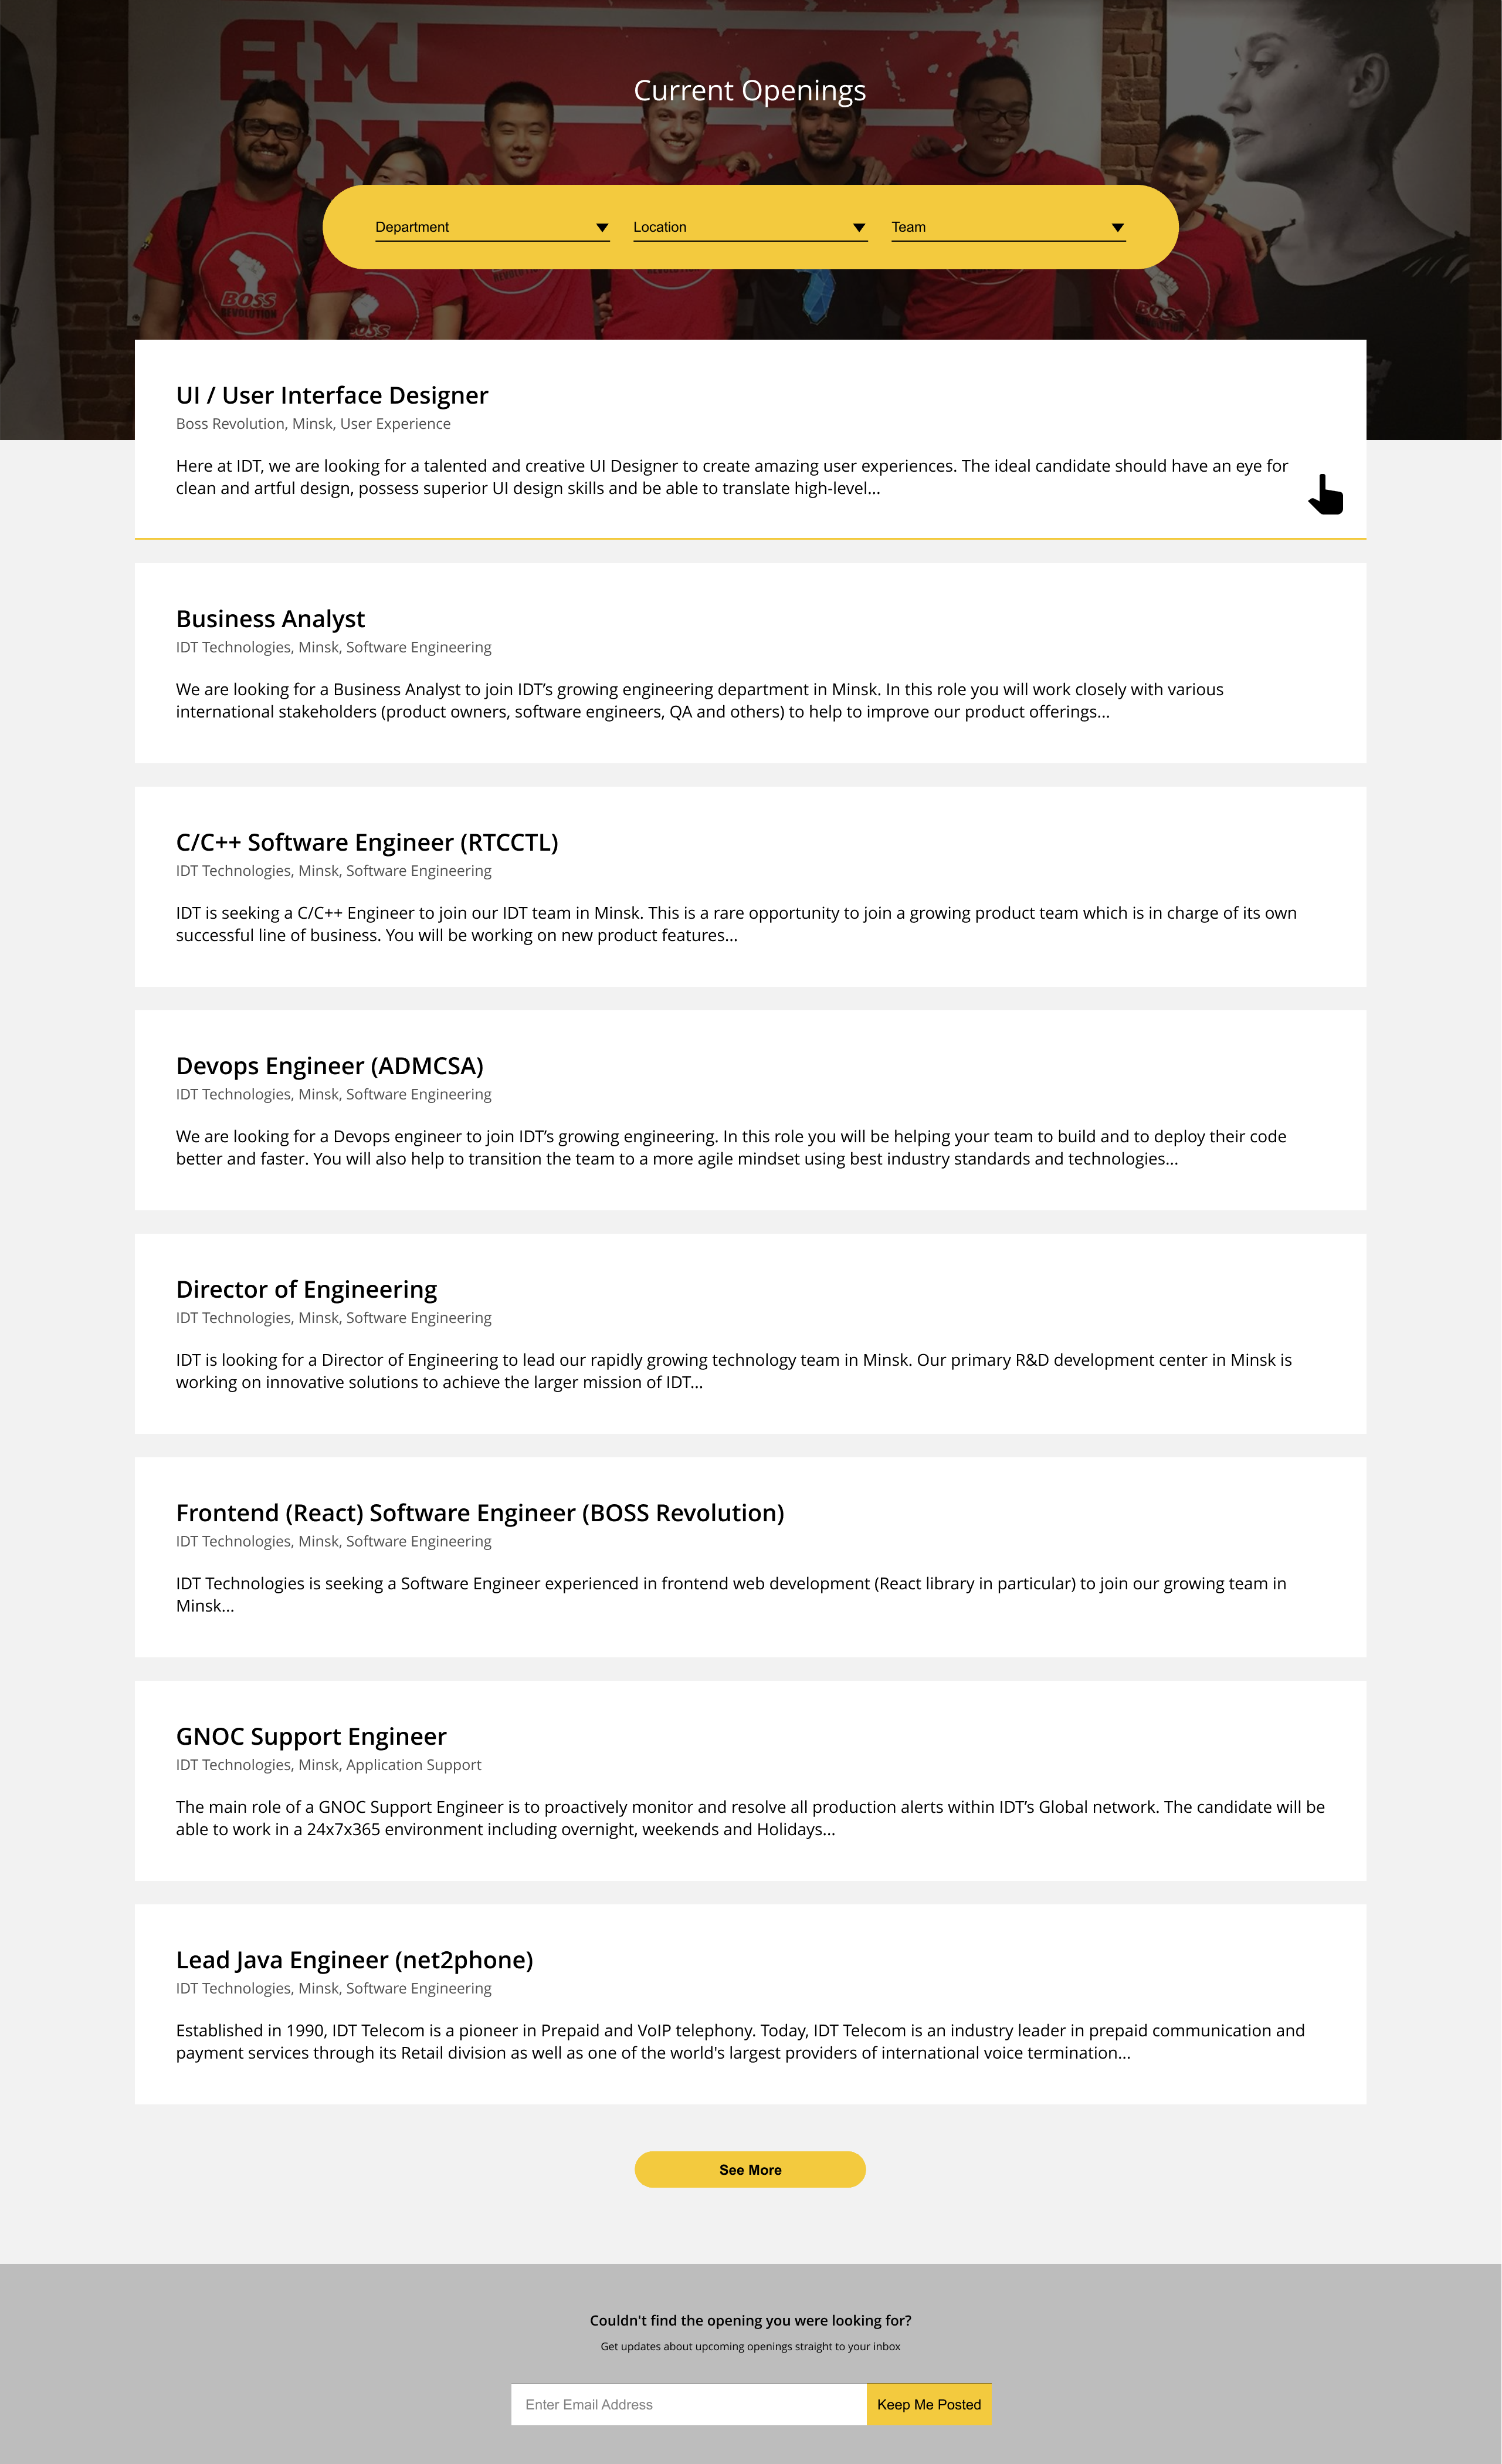 AM
ON
Current Openings
Department
Location
Team
BOSS
REVOLUTION
BOSS
REVOLUTION
BOSS
UI / User Interface Designer
Boss Revolution, Minsk, User Experience
Here at IDT, we are looking for a talented and creative UI Designer to create amazing user experiences. The ideal candidate should have an eye for
clean and artful design, possess superior UI design skills and be able to translate high-level...
Business Analyst
IDT Technologies, Minsk, Software Engineering
We are looking for a Business Analyst to join IDT’s growing engineering department in Minsk. In this role you will work closely with various
international stakeholders (product owners, software engineers, QA and others) to help to improve our product offerings...
C/C++ Software Engineer (RTCCTL)
IDT Technologies, Minsk, Software Engineering
IDT is seeking a C/C++ Engineer to join our IDT team in Minsk. This is a rare opportunity to join a growing product team which is in charge of its own
successful line of business. You will be working on new product features...
Devops Engineer (ADMCSA)
IDT Technologies, Minsk, Software Engineering
We are looking for a Devops engineer to join IDT’s growing engineering. In this role you will be helping your team to build and to deploy their code
better and faster. You will also help to transition the team to a more agile mindset using best industry standards and technologies...
Director of Engineering
IDT Technologies, Minsk, Software Engineering
IDT is looking for a Director of Engineering to lead our rapidly growing technology team in Minsk. Our primary R&D development center in Minsk is
working on innovative solutions to achieve the larger mission of IDT...
Frontend (React) Software Engineer (BOSS Revolution)
IDT Technologies, Minsk, Software Engineering
IDT Technologies is seeking a Software Engineer experienced in frontend web development (React library in particular) to join our growing team in
Minsk...
GNOC Support Engineer
IDT Technologies, Minsk, Application Support
The main role of a GNOC Support Engineer is to proactively monitor and resolve all production alerts within IDT’s Global network. The candidate will be
able to work in a 24x7x365 environment including overnight, weekends and Holidays...
Lead Java Engineer (net2phone)
IDT Technologies, Minsk, Software Engineering
Established in 1990, IDT Telecom is a pioneer in Prepaid and VoIP telephony. Today, IDT Telecom is an industry leader in prepaid communication and
payment services through its Retail division as well as one of the world's largest providers of international voice termination...
See More
Couldn't find the opening you were looking for?
Get updates about upcoming openings straight to your inbox
Enter Email Address
Keep Me Posted